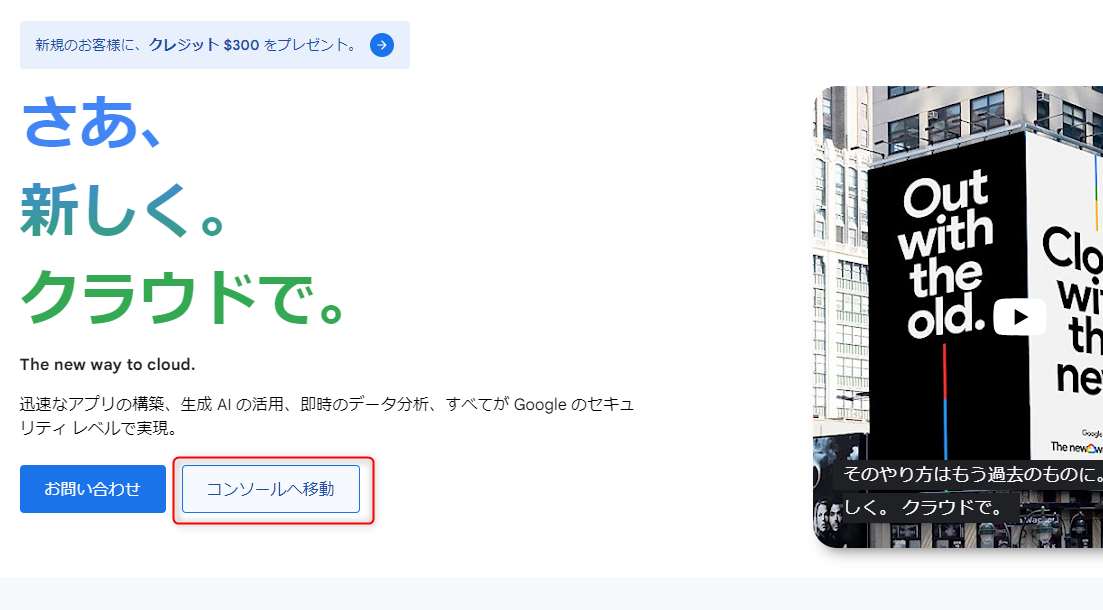 新規のお客様に、クレジット $300 をプレゼント。
さあ、
新しく。
クラウドで。
The new way to cloud.
迅速なアプリの構築、生成 AI の活用、即時のデータ分析、すべてが Google のセキュ
リティ レベルで実現。
お問い合わせ
コンソールへ移動
Out
with
the
old.
Clo
wi
th
ne
Google
The new w
そのやり方はもう過去のものに。
しく。 クラウドで。